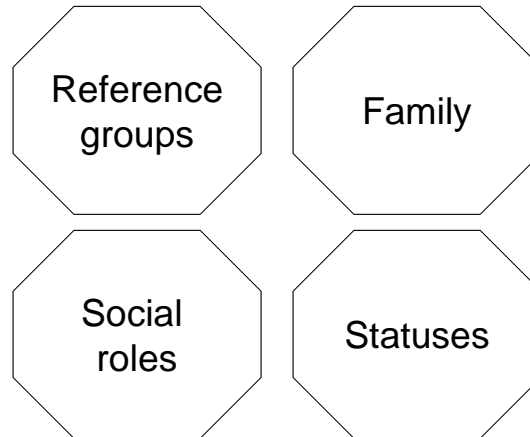 Reference
groups
Family
Social
roles
Statuses